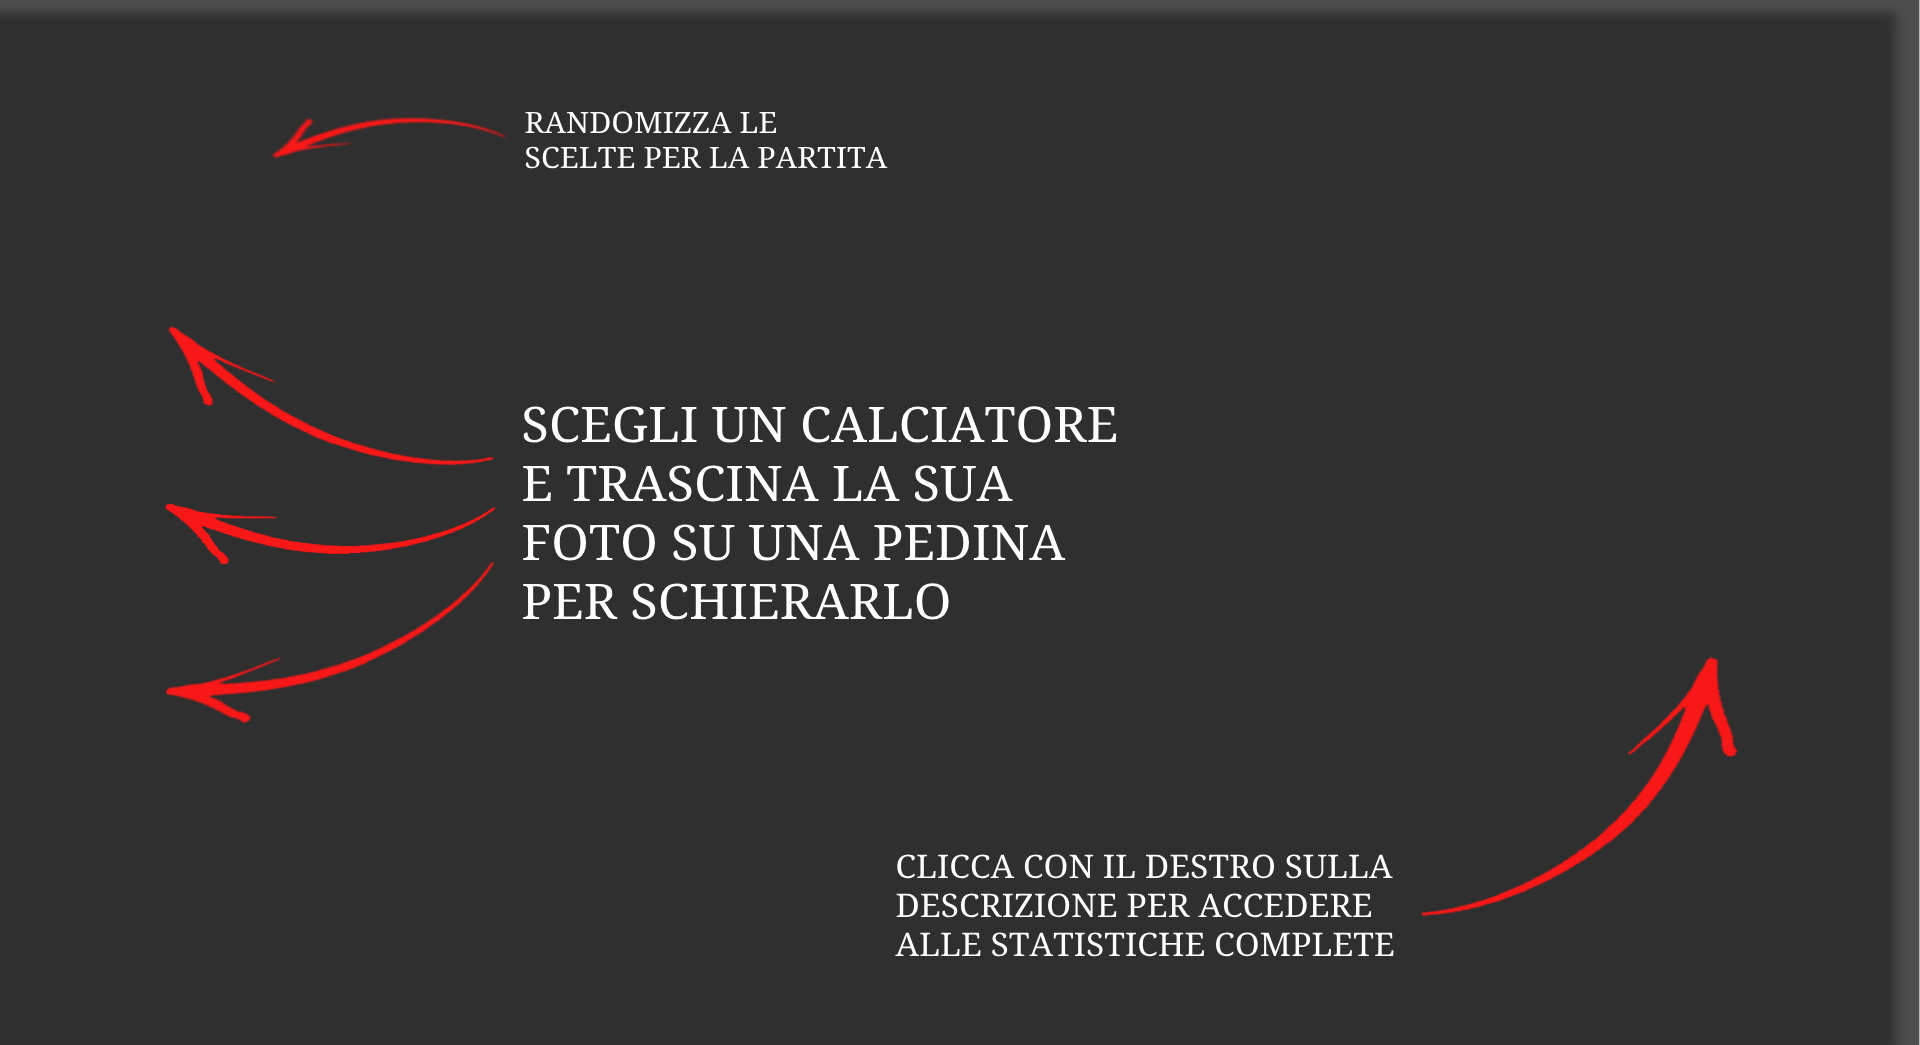 RANDOMIZZA LE
SCELTE PER LA PARTITA
SCEGLI UN CALCIATORE
E TRASCINA LA SUA
FOTO SU UNA PEDINA
PER SCHIERARLO
CLICCA CON IL DESTRO SULLA
DESCRIZIONE PER ACCEDERE
ALLE STATISTICHE COMPLETE